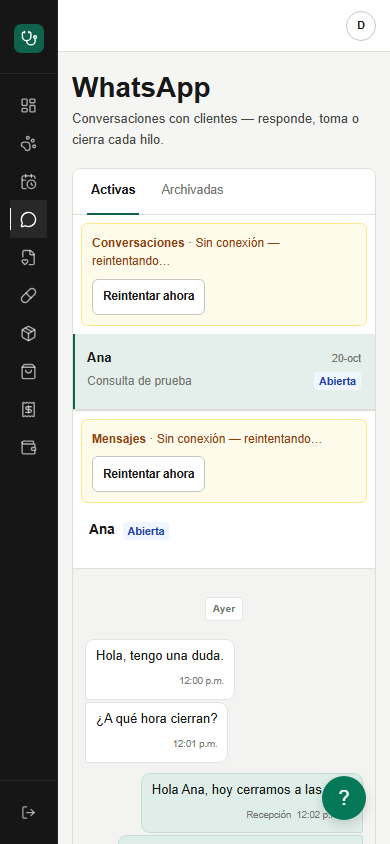 D
WhatsApp
Conversaciones con clientes — responde, toma o
cierra cada hilo.
Activas
Archivadas
Conversaciones · Sin conexión —
reintentando…
Reintentar ahora
Ana
20-oct
Consulta de prueba
Abierta
Mensajes · Sin conexión — reintentando…
Reintentar ahora
Ana
Abierta
Ayer
Hola, tengo una duda.
12:00 p.m.
¿A qué hora cierran?
12:01 p.m.
Hola Ana, hoy cerramos a las
Recepción 12:02 p.
?